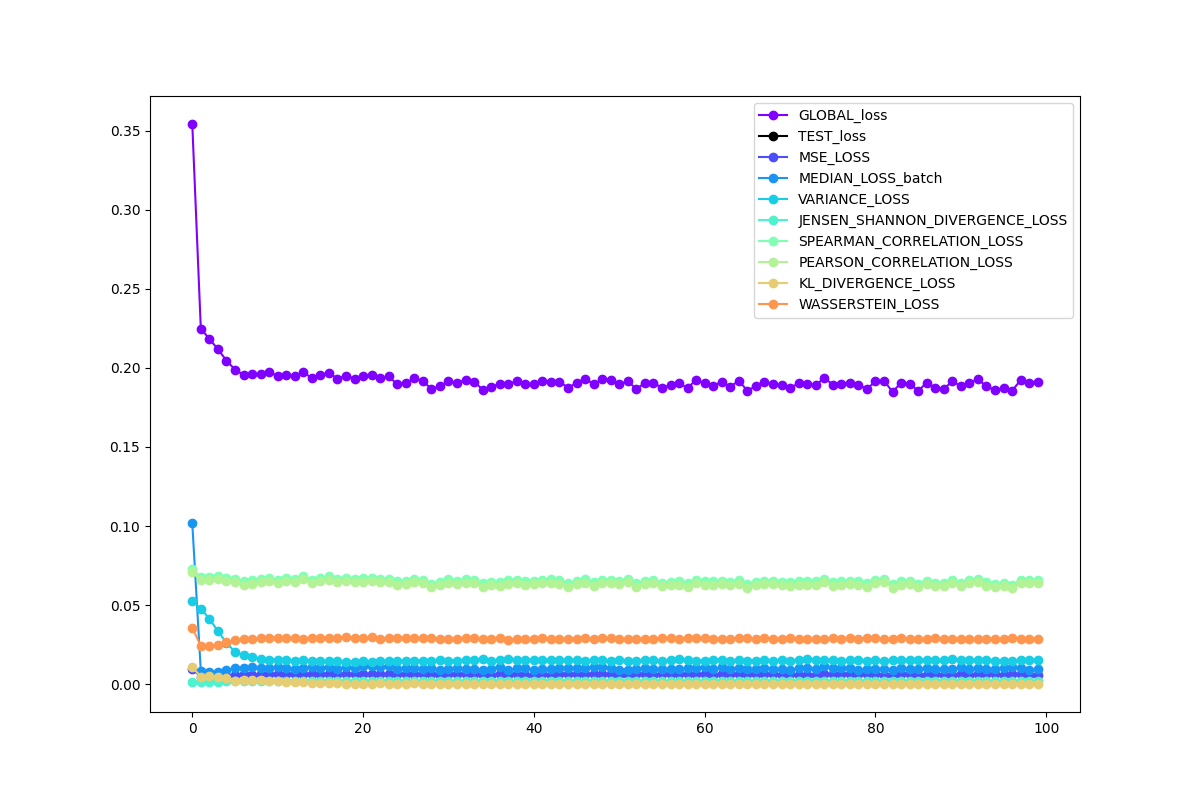 0.35
0.30
0.25
0.20
0.15
0.10
0.05
0.00
0 20 40 60 80 100
GLOBAL_loss
TEST_loss
MSE_LOSS
MEDIAN_LOSS_batch
VARIANCE_LOSS
JENSEN_SHANNON_DIVERGENCE_LOSS
SPEARMAN_CORRELATION_LOSS
PEARSON_CORRELATION_LOSS
KL_DIVERGENCE_LOSS
WASSERSTEIN_LOSS